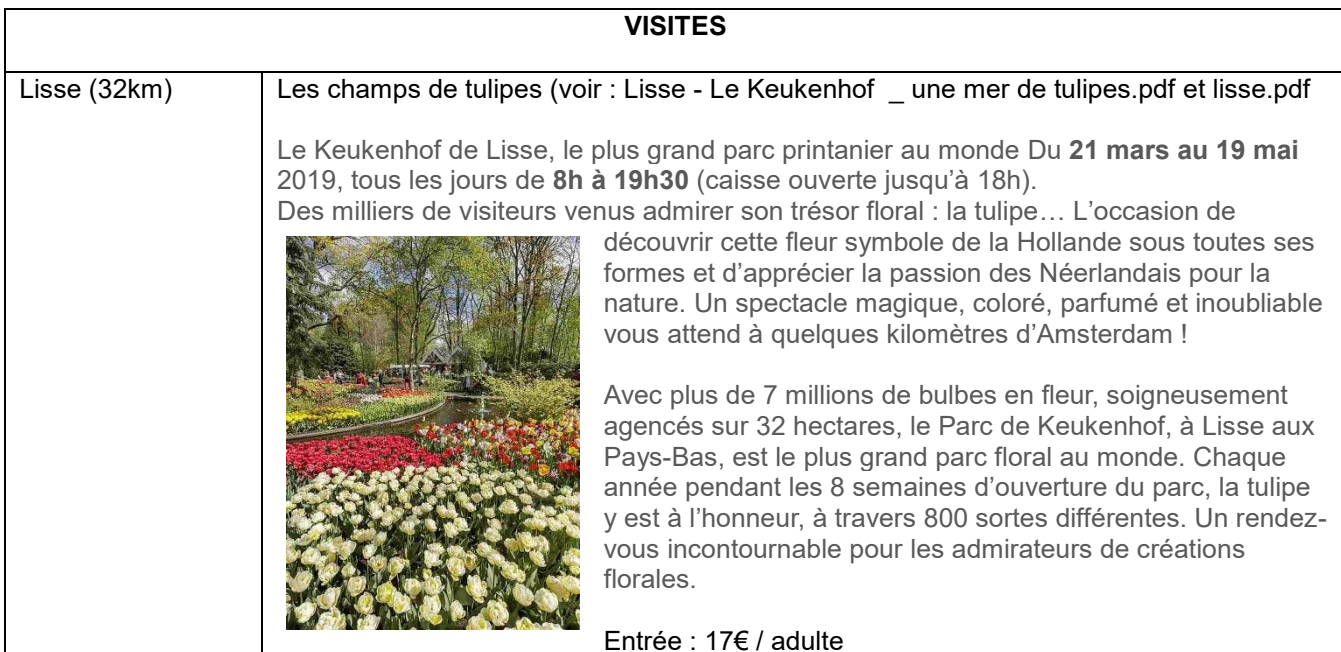 VISITES
Lisse (32km)
Les champs de tulipes (voir : Lisse - Le Keukenhof _ une mer de tulipes.pdf et lisse.pdf
Le Keukenhof de Lisse, le plus grand parc printanier au monde Du 21 mars au 19 mai
2019, tous les jours de 8h à 19h30 (caisse ouverte jusqu’à 18h).
Des milliers de visiteurs venus admirer son trésor floral : la tulipe… L’occasion de
découvrir cette fleur symbole de la Hollande sous toutes ses
formes et d’apprécier la passion des Néerlandais pour la
nature. Un spectacle magique, coloré, parfumé et inoubliable
vous attend à quelques kilomètres d’Amsterdam !
Avec plus de 7 millions de bulbes en fleur, soigneusement
agencés sur 32 hectares, le Parc de Keukenhof, à Lisse aux
Pays-Bas, est le plus grand parc floral au monde. Chaque
année pendant les 8 semaines d’ouverture du parc, la tulipe
y est à l’honneur, à travers 800 sortes différentes. Un rendez-
vous incontournable pour les admirateurs de créations
florales.
Entrée : 17€ / adulte